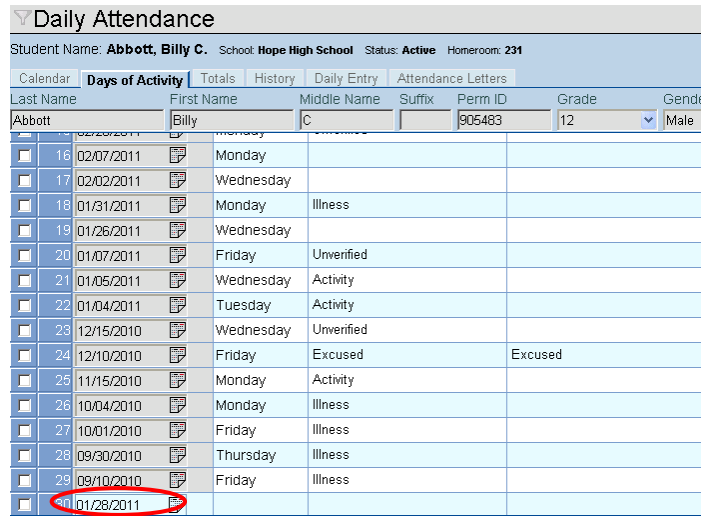 Daily Attendance
Student Name: Abbott, Billy C. School: Hope High School Status: Active Homeroom: 231
Calendar Days of Activity Totals History Daily Entry Attendance Letters
Last Name First Name Middle Name Suffix Perm ID Grade Gende
Abbott Billy C 905483 12 Male
16 02/07/2011 Monday
17 02/02/2011 Wednesday
18 01/31/2011 Monday Illness
19 01/26/2011 Wednesday
20 01/07/2011 Friday Unverified
21 01/05/2011 Wednesday Activity
22 01/04/2011 Tuesday Activity
23 12/15/2010 Wednesday Unverified
24 12/10/2010 Friday Excused Excused
25 11/15/2010 Monday Activity
26 10/04/2010 Monday Illness
27 10/01/2010 Friday Illness
28 09/30/2010 Thursday Illness
29 09/10/2010 Friday Illness
30 01/28/2011